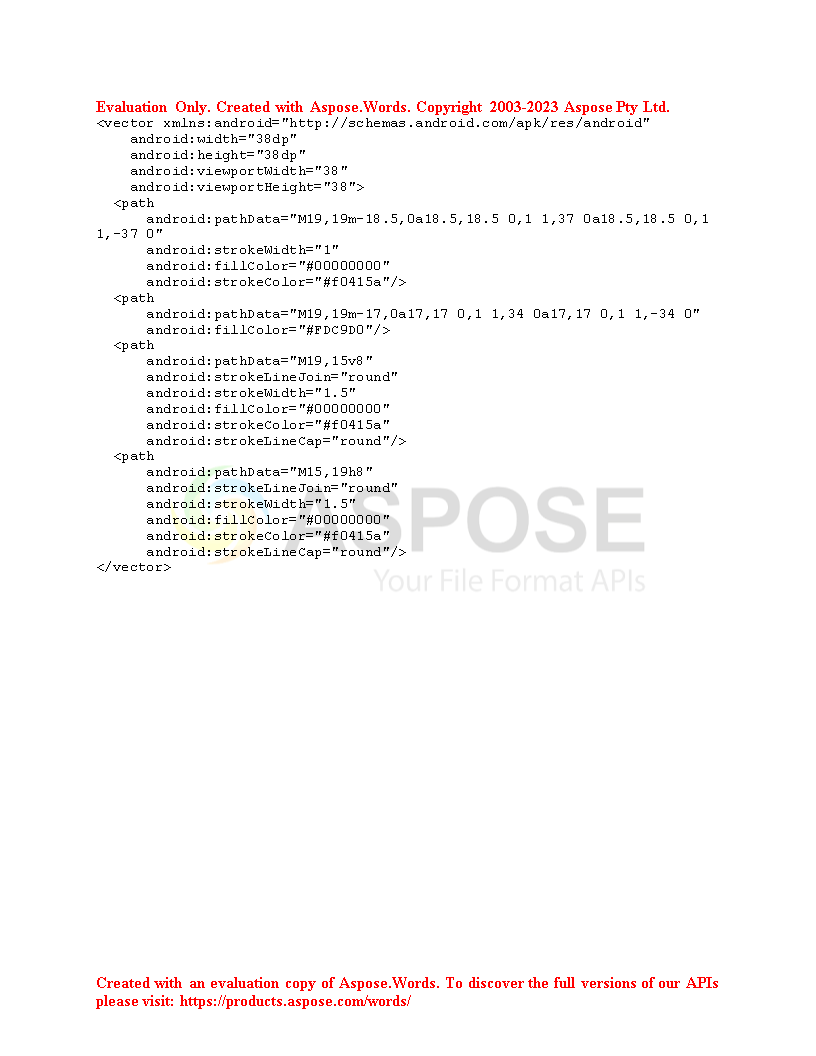 Evaluation Only. Created with Aspose.Words. Copyright 2003-2023 Aspose Pty Ltd.
<vector xmlns:android="http://schemas.android.com/apk/res/android"
    android:width="38dp"
    android:height="38dp"
    android:viewportWidth="38"
    android:viewportHeight="38">
  <path
      android:pathData="M19,19m-18.5,0a18.5,18.5 0,1 1,37 0a18.5,18.5 0,1
1,-37 0"
      android:strokeWidth="1"
      android:fillColor="#00000000"
      android:strokeColor="#f0415a"/>
  <path
      android:pathData="M19,19m-17,0a17,17 0,1 1,34 0a17,17 0,1 1,-34 0"
      android:fillColor="#FDC9D0"/>
  <path
      android:pathData="M19,15v8"
      android:strokeLineJoin="round"
      android:strokeWidth="1.5"
      android:fillColor="#00000000"
      android:strokeColor="#f0415a"
      android:strokeLineCap="round"/>
  <path
      android:pathData="M15,19h8"
      android:strokeLineJoin="round"
      android:strokeWidth="1.5"
      android:fillColor="#00000000"
      android:strokeColor="#f0415a"
      android:strokeLineCap="round"/>
</vector>
ASPOSE
Your File Format APIs
Created with an evaluation copy of Aspose.Words. To discover the full versions of our APIs
please visit: https://products.aspose.com/words/